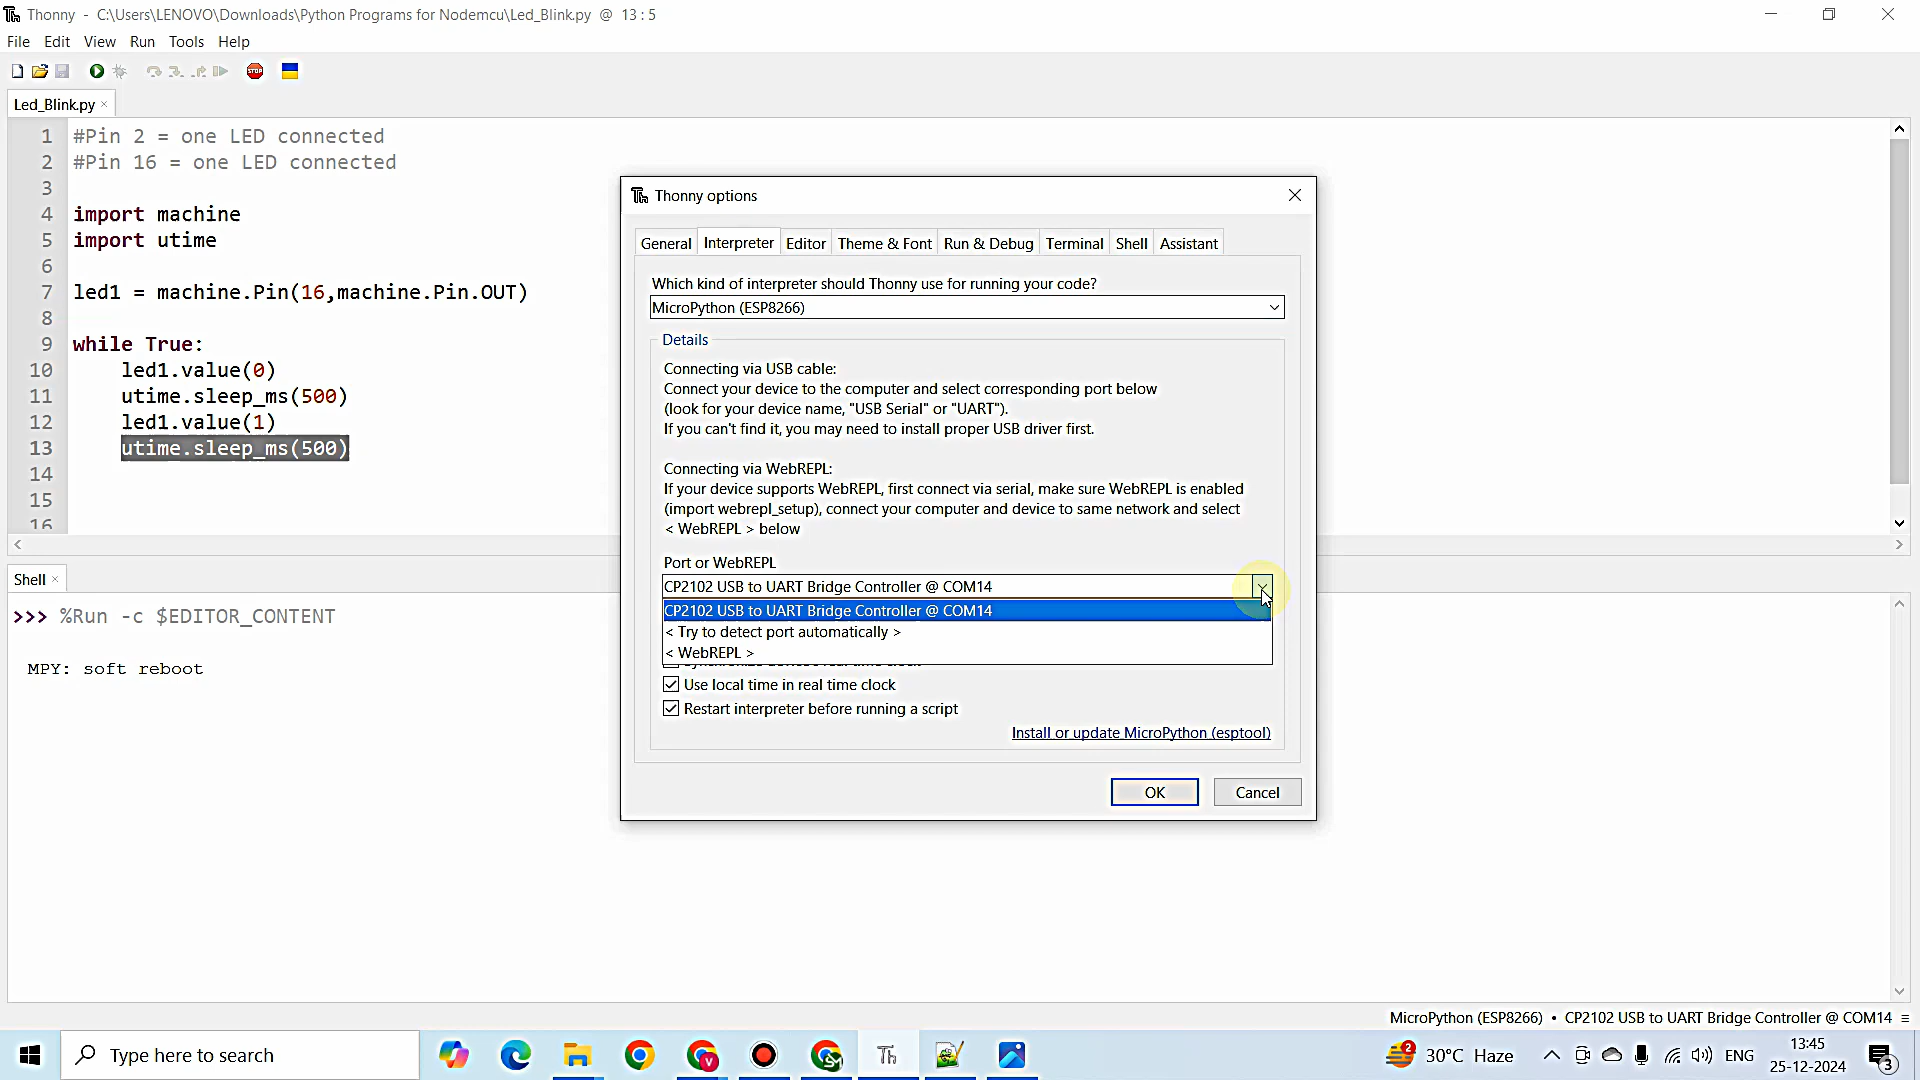 Thonny - C:\Users\LENOVO\Downloads\Python Programs for Nodemcu\Led_Blink.py @ 13:5
File Edit View Run Tools Help
STOP
Led_Blink.py ×
1 #Pin 2 = one LED connected
2 #Pin 16 = one LED connected
3
4 import machine
5 import utime
6
7 led1 = machine.Pin(16,machine.Pin.OUT)
8
9 while True:
10 led1.value(0)
11 utime.sleep_ms(500)
12 led1.value(1)
13 utime.sleep_ms(500)
14
15
16
Thonny options
General Interpreter Editor Theme & Font Run & Debug Terminal Shell Assistant
Which kind of interpreter should Thonny use for running your code?
MicroPython (ESP8266)
Details
Connecting via USB cable:
Connect your device to the computer and select corresponding port below
(look for your device name, "USB Serial" or "UART").
If you can't find it, you may need to install proper USB driver first.
Connecting via WebREPL:
If your device supports WebREPL, first connect via serial, make sure WebREPL is enabled
(import webrepl_setup), connect your computer and device to same network and select
< WebREPL > below
Port or WebREPL
CP2102 USB to UART Bridge Controller @ COM14
CP2102 USB to UART Bridge Controller @ COM14
< Try to detect port automatically >
< WebREPL >
Use local time in real time clock
Restart interpreter before running a script
Install or update MicroPython (esptool)
OK Cancel
Shell ×
>>> %Run -c $EDITOR_CONTENT
MPY: soft reboot
MicroPython (ESP8266) • CP2102 USB to UART Bridge Controller @ COM14 ≡
Type here to search
Th
2
30°C Haze
ENG
13:45
25-12-2024
3